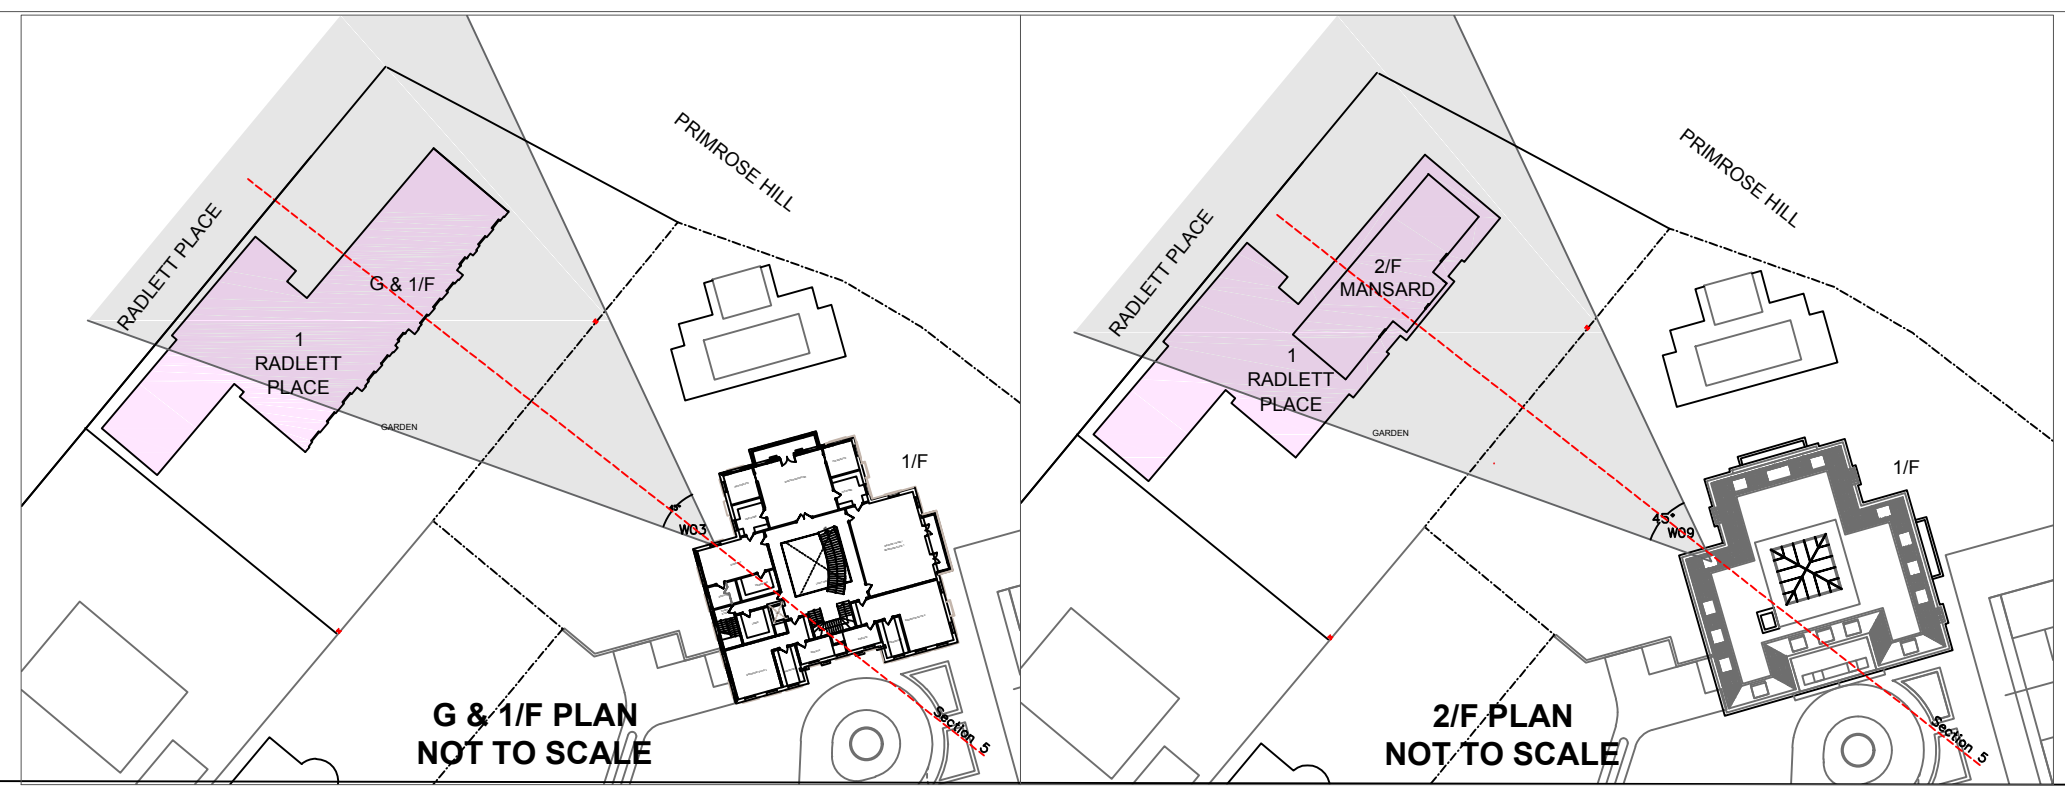 PRIMROSE HILL
RADLETT PLACE
G & 1/F
1
RADLETT
PLACE
GARDEN
1/F
45°
W03
Section 5
G & 1/F PLAN
NOT TO SCALE
PRIMROSE HILL
RADLETT PLACE
2/F
MANSARD
1
RADLETT
PLACE
GARDEN
1/F
45°
W09
Section 5
2/F PLAN
NOT TO SCALE